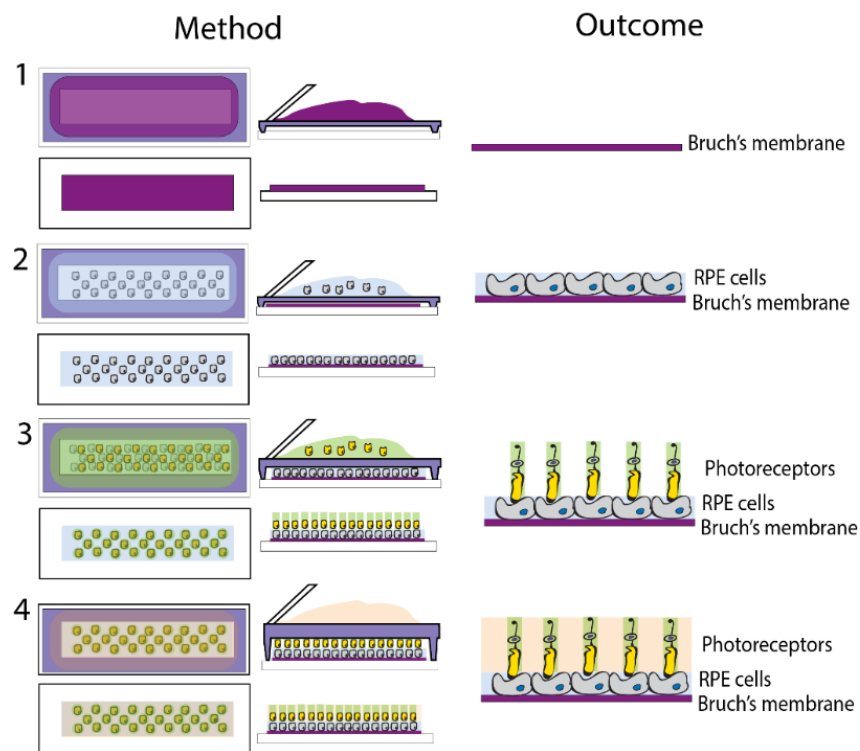 Method
Outcome
1
Bruch's membrane
2
RPE cells
Bruch's membrane
3
Photoreceptors
RPE cells
Bruch's membrane
4
Photoreceptors
RPE cells
Bruch's membrane